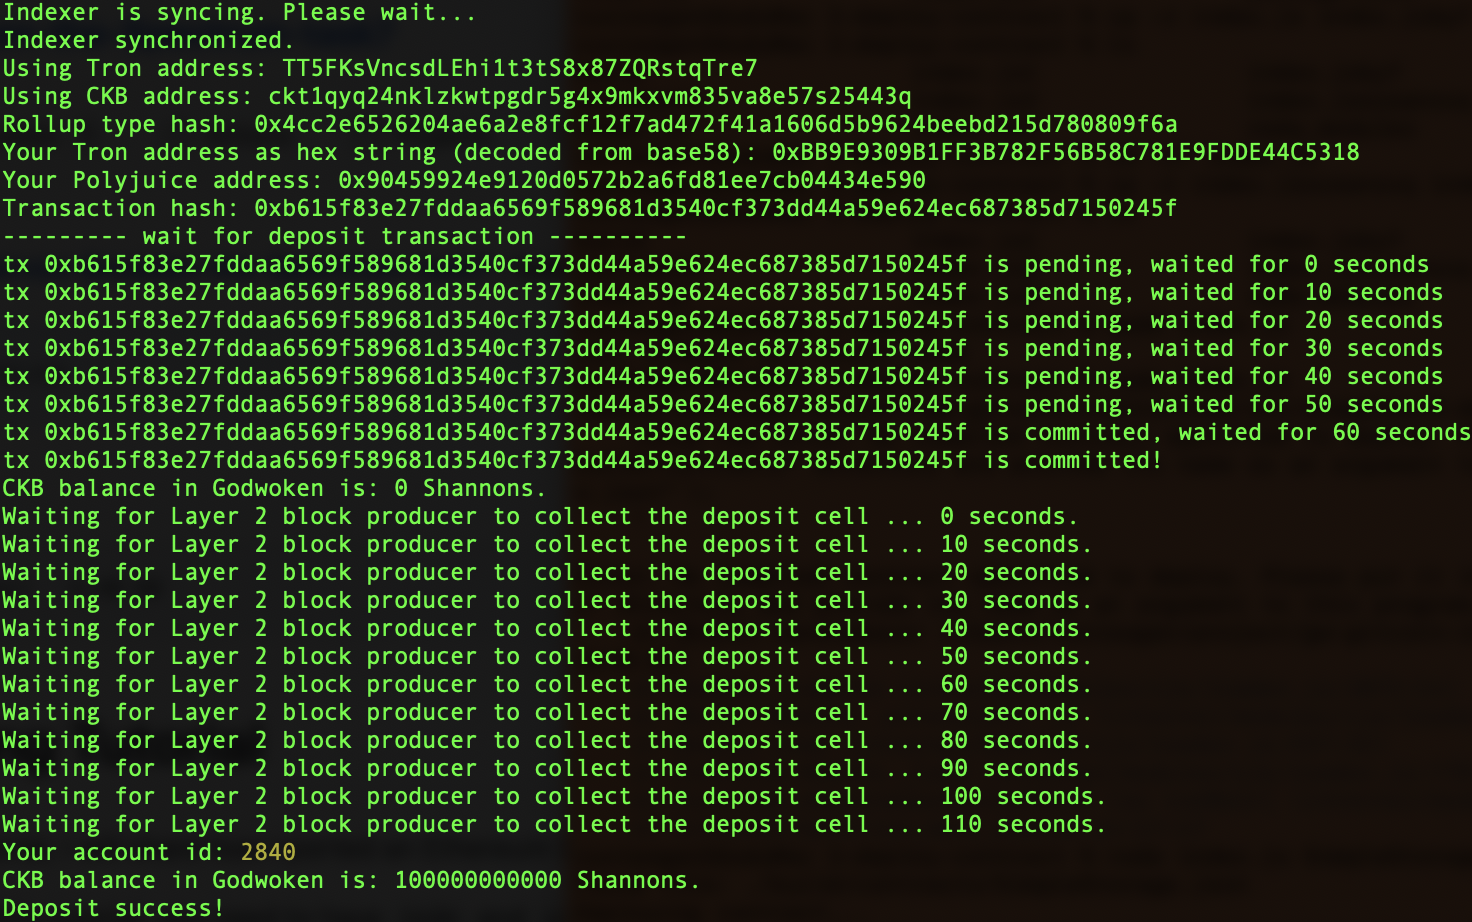 Indexer is syncing. Please wait...
Indexer synchronized.
Using Tron address: TT5FKsVncsdLEhi1t3tS8x87ZQRstqTre7
Using CKB address: ckt1qyq24nklzkwtpgdr5g4x9mkxvm835va8e57s25443q
Rollup type hash: 0x4cc2e6526204ae6a2e8fcf12f7ad472f41a1606d5b9624beebd215d780809f6a
Your Tron address as hex string (decoded from base58): 0xBB9E9309B1FF3B782F56B58C781E9FDDE44C5318
Your Polyjuice address: 0x90459924e9120d0572b2a6fd81ee7cb04434e590
Transaction hash: 0xb615f83e27fddaa6569f589681d3540cf373dd44a59e624ec687385d7150245f
--------- wait for deposit transaction ----------
tx 0xb615f83e27fddaa6569f589681d3540cf373dd44a59e624ec687385d7150245f is pending, waited for 0 seconds
tx 0xb615f83e27fddaa6569f589681d3540cf373dd44a59e624ec687385d7150245f is pending, waited for 10 seconds
tx 0xb615f83e27fddaa6569f589681d3540cf373dd44a59e624ec687385d7150245f is pending, waited for 20 seconds
tx 0xb615f83e27fddaa6569f589681d3540cf373dd44a59e624ec687385d7150245f is pending, waited for 30 seconds
tx 0xb615f83e27fddaa6569f589681d3540cf373dd44a59e624ec687385d7150245f is pending, waited for 40 seconds
tx 0xb615f83e27fddaa6569f589681d3540cf373dd44a59e624ec687385d7150245f is pending, waited for 50 seconds
tx 0xb615f83e27fddaa6569f589681d3540cf373dd44a59e624ec687385d7150245f is committed, waited for 60 seconds
tx 0xb615f83e27fddaa6569f589681d3540cf373dd44a59e624ec687385d7150245f is committed!
CKB balance in Godwoken is: 0 Shannons.
Waiting for Layer 2 block producer to collect the deposit cell ... 0 seconds.
Waiting for Layer 2 block producer to collect the deposit cell ... 10 seconds.
Waiting for Layer 2 block producer to collect the deposit cell ... 20 seconds.
Waiting for Layer 2 block producer to collect the deposit cell ... 30 seconds.
Waiting for Layer 2 block producer to collect the deposit cell ... 40 seconds.
Waiting for Layer 2 block producer to collect the deposit cell ... 50 seconds.
Waiting for Layer 2 block producer to collect the deposit cell ... 60 seconds.
Waiting for Layer 2 block producer to collect the deposit cell ... 70 seconds.
Waiting for Layer 2 block producer to collect the deposit cell ... 80 seconds.
Waiting for Layer 2 block producer to collect the deposit cell ... 90 seconds.
Waiting for Layer 2 block producer to collect the deposit cell ... 100 seconds.
Waiting for Layer 2 block producer to collect the deposit cell ... 110 seconds.
Your account id: 2840
CKB balance in Godwoken is: 100000000000 Shannons.
Deposit success!